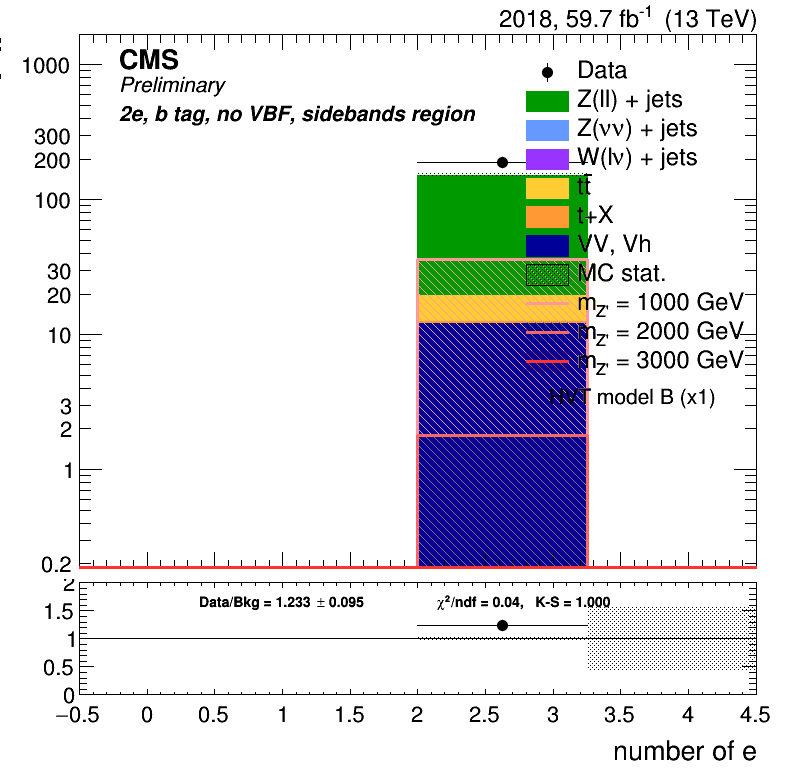 2018, 59.7 fb⁻¹ (13 TeV)
CMS
Preliminary
2e, b tag, no VBF, sidebands region
Data
Z(ll) + jets
Z(νν) + jets
W(lν) + jets
tt̅
t+X
VV, Vh
MC stat.
m_Z' = 1000 GeV
m_Z' = 2000 GeV
m_Z' = 3000 GeV
HVT model B (x1)
1000
300
200
100
30
20
10
3
2
1
0.2
2
1.5
1
0.5
0
Data/Bkg = 1.233 ± 0.095
χ²/ndf = 0.04, K-S = 1.000
−0.5 0 0.5 1 1.5 2 2.5 3 3.5 4 4.5
number of e